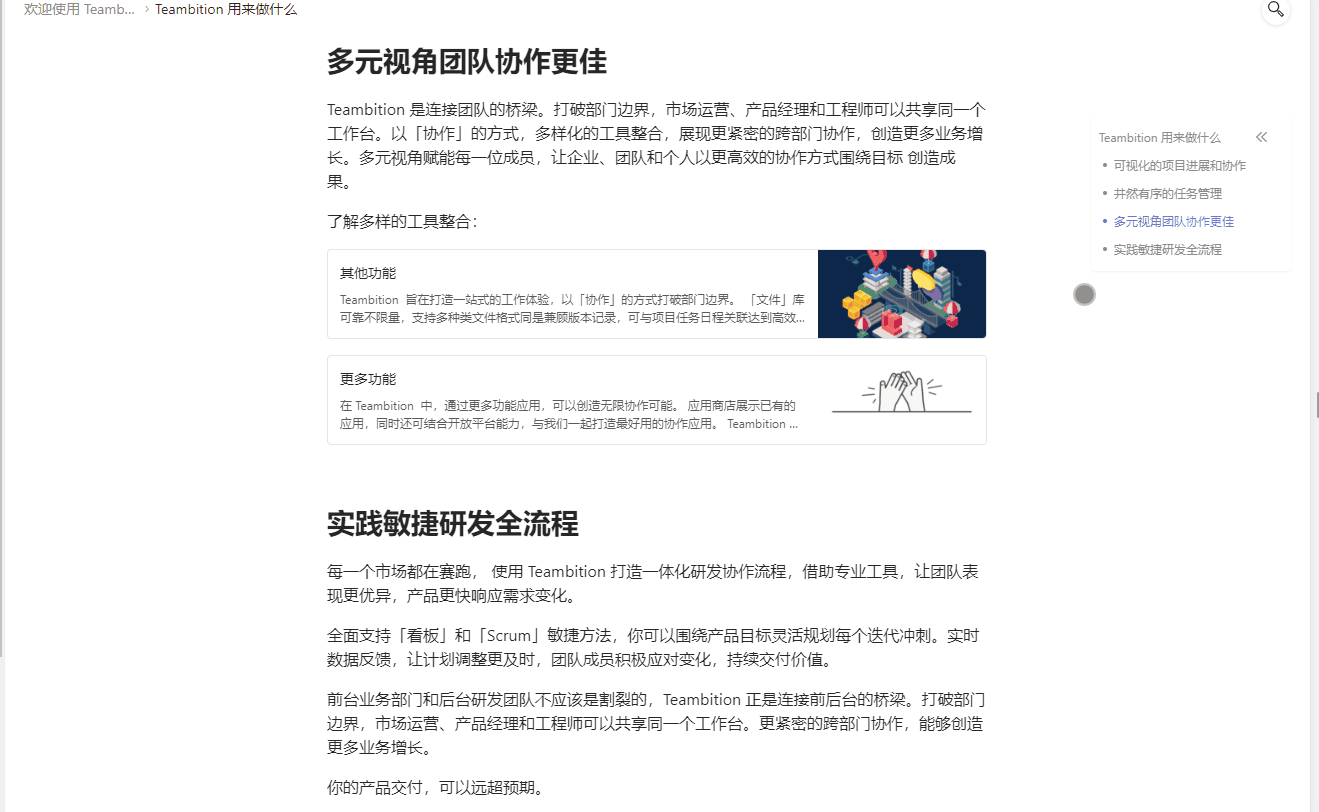 欢迎使用 Teamb... › Teambition 用来做什么
多元视角团队协作更佳
Teambition 是连接团队的桥梁。打破部门边界，市场运营、产品经理和工程师可以共享同一个
工作台。以「协作」的方式，多样化的工具整合，展现更紧密的跨部门协作，创造更多业务增
长。多元视角赋能每一位成员，让企业、团队和个人以更高效的协作方式围绕目标 创造成
果。
了解多样的工具整合：
其他功能
Teambition 旨在打造一站式的工作体验，以「协作」的方式打破部门边界。 「文件」库
可靠不限量，支持多种类文件格式同是兼顾版本记录，可与项目任务日程关联达到高效...
更多功能
在 Teambition 中，通过更多功能应用，可以创造无限协作可能。 应用商店展示已有的
应用，同时还可结合开放平台能力，与我们一起打造最好用的协作应用。 Teambition ...
实践敏捷研发全流程
每一个市场都在赛跑， 使用 Teambition 打造一体化研发协作流程，借助专业工具，让团队表
现更优异，产品更快响应需求变化。
全面支持「看板」和「Scrum」敏捷方法，你可以围绕产品目标灵活规划每个迭代冲刺。实时
数据反馈，让计划调整更及时，团队成员积极应对变化，持续交付价值。
前台业务部门和后台研发团队不应该是割裂的，Teambition 正是连接前后台的桥梁。打破部门
边界，市场运营、产品经理和工程师可以共享同一个工作台。更紧密的跨部门协作，能够创造
更多业务增长。
你的产品交付，可以远超预期。
Teambition 用来做什么
• 可视化的项目进展和协作
• 井然有序的任务管理
• 多元视角团队协作更佳
• 实践敏捷研发全流程